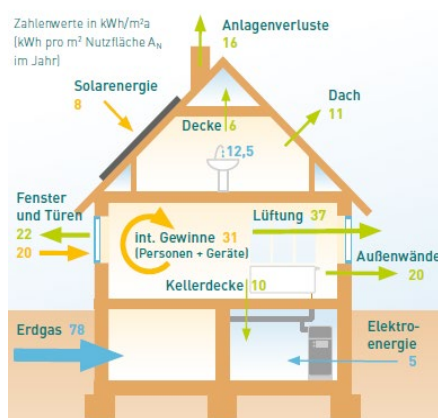 Zahlenwerte in kWh/m²a
(kWh pro m² Nutzfläche A_N
im Jahr)
Anlagenverluste
16
Solarenergie
8
Dach
11
Decke 6
12,5
Fenster
und Türen
22
20
int. Gewinne 31
(Personen + Geräte)
Lüftung 37
Außenwände
20
Kellerdecke 10
Erdgas 78
Elektro-
energie
5